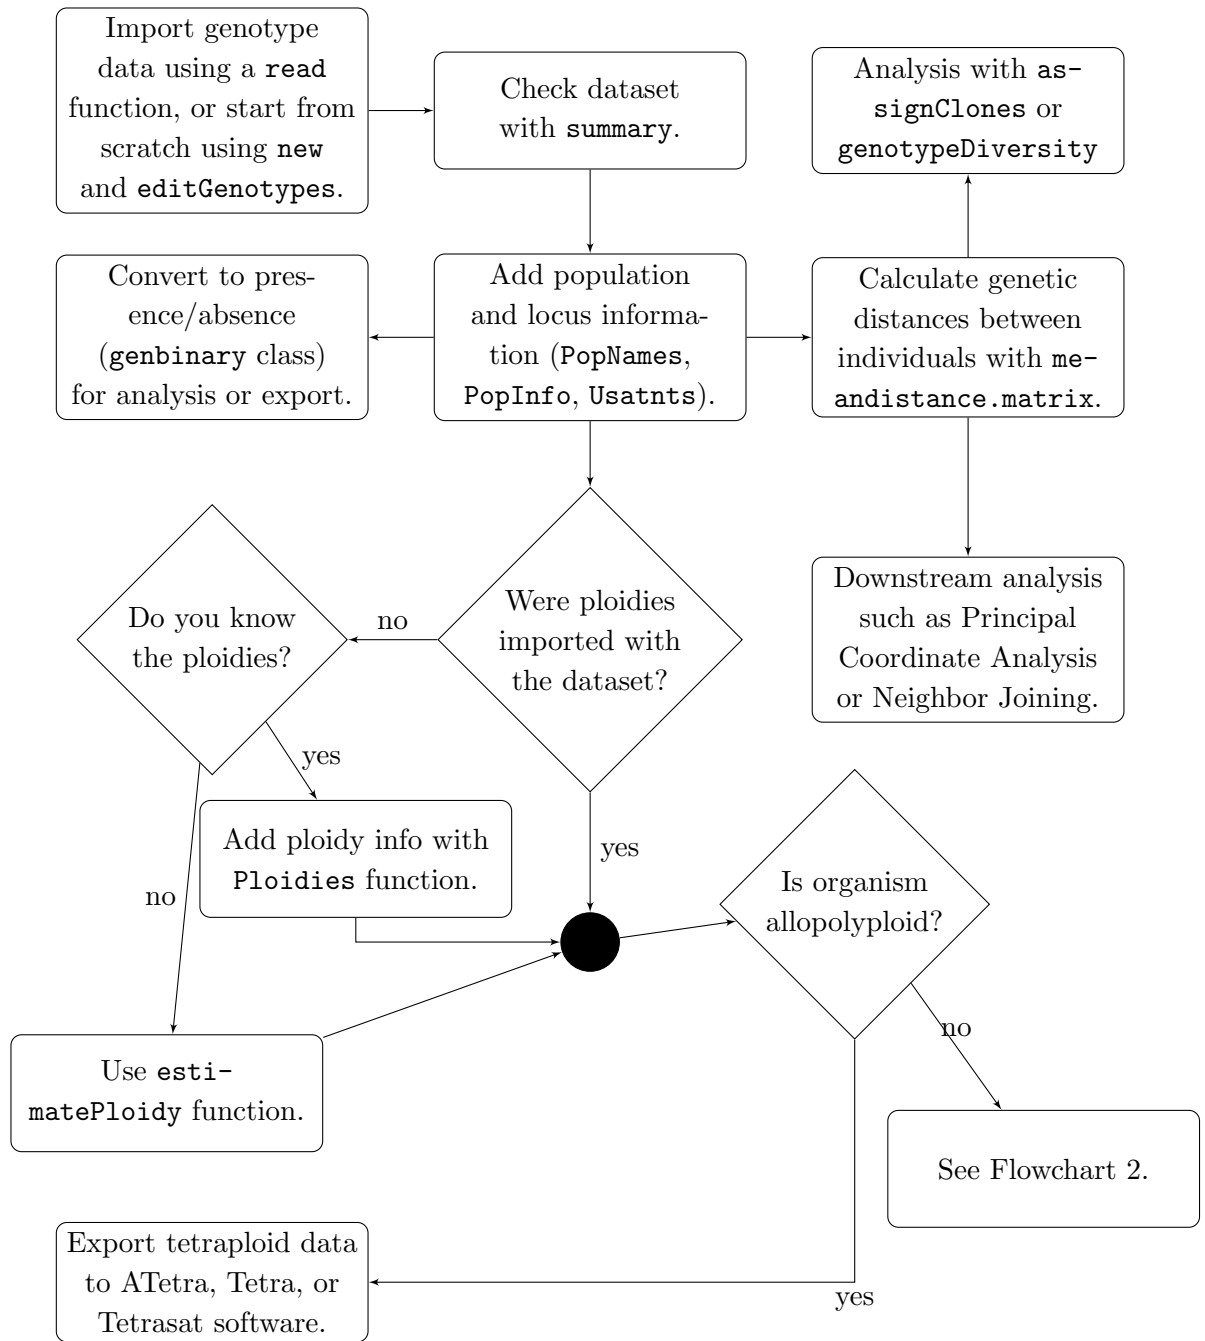 Import genotype
data using a read
function, or start from
scratch using new
and editGenotypes.
Check dataset
with summary.
Analysis with as-
signClones or
genotypeDiversity
Convert to pres-
ence/absence
(genbinary class)
for analysis or export.
Add population
and locus informa-
tion (PopNames,
PopInfo, Usatnts).
Calculate genetic
distances between
individuals with me-
andistance.matrix.
Do you know
the ploidies?
no
Were ploidies
imported with
the dataset?
Downstream analysis
such as Principal
Coordinate Analysis
or Neighbor Joining.
yes
Add ploidy info with
Ploidies function.
yes
no
Is organism
allopolyploid?
no
Use esti-
matePloidy function.
See Flowchart 2.
Export tetraploid data
to ATetra, Tetra, or
Tetrasat software.
yes